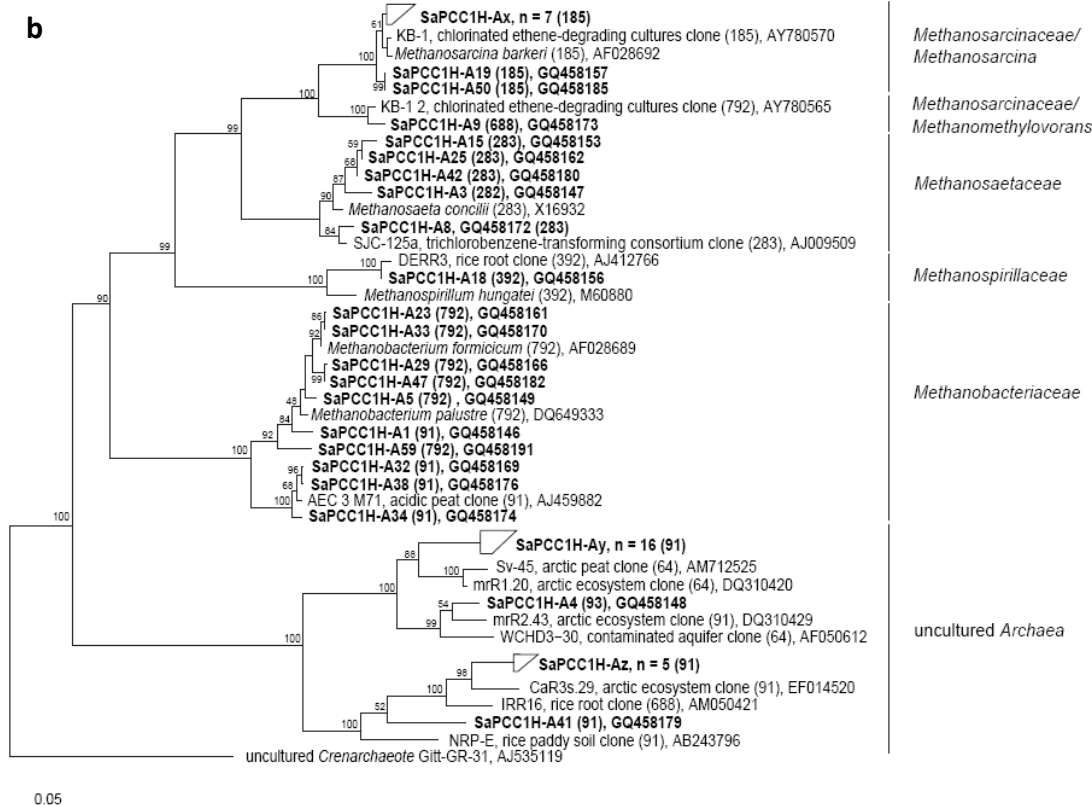 b
SaPCC1H-Ax, n = 7 (185)
61
KB-1, chlorinated ethene-degrading cultures clone (185), AY780570
Methanosarcina barkeri (185), AF028692
100
SaPCC1H-A19 (185), GQ458157
99
SaPCC1H-A50 (185), GQ458185
Methanosarcinaceae/
Methanosarcina
100
KB-1 2, chlorinated ethene-degrading cultures clone (792), AY780565
100
SaPCC1H-A9 (688), GQ458173
Methanosarcinaceae/
Methanomethylovorans
99
59
SaPCC1H-A15 (283), GQ458153
68
SaPCC1H-A25 (283), GQ458162
87
SaPCC1H-A42 (283), GQ458180
90
SaPCC1H-A3 (282), GQ458147
Methanosaeta concilii (283), X16932
84
SaPCC1H-A8, GQ458172 (283)
SJC-125a, trichlorobenzene-transforming consortium clone (283), AJ009509
Methanosaetaceae
99
100
DERR3, rice root clone (392), AJ412766
100
SaPCC1H-A18 (392), GQ458156
Methanospirillum hungatei (392), M60880
Methanospirillaceae
90
86
SaPCC1H-A23 (792), GQ458161
92
SaPCC1H-A33 (792), GQ458170
Methanobacterium formicicum (792), AF028689
SaPCC1H-A29 (792), GQ458166
99
SaPCC1H-A47 (792), GQ458182
48
SaPCC1H-A5 (792) , GQ458149
84
Methanobacterium palustre (792), DQ649333
92
SaPCC1H-A1 (91), GQ458146
SaPCC1H-A59 (792), GQ458191
100
96
SaPCC1H-A32 (91), GQ458169
68
SaPCC1H-A38 (91), GQ458176
100
AEC 3 M71, acidic peat clone (91), AJ459882
SaPCC1H-A34 (91), GQ458174
Methanobacteriaceae
100
88
SaPCC1H-Ay, n = 16 (91)
100
Sv-45, arctic peat clone (64), AM712525
mrR1.20, arctic ecosystem clone (64), DQ310420
100
54
SaPCC1H-A4 (93), GQ458148
99
mrR2.43, arctic ecosystem clone (91), DQ310429
WCHD3-30, contaminated aquifer clone (64), AF050612
100
98
SaPCC1H-Az, n = 5 (91)
100
CaR3s.29, arctic ecosystem clone (91), EF014520
IRR16, rice root clone (688), AM050421
52
SaPCC1H-A41 (91), GQ458179
100
NRP-E, rice paddy soil clone (91), AB243796
uncultured Archaea
uncultured Crenarchaeote Gitt-GR-31, AJ535119
0.05